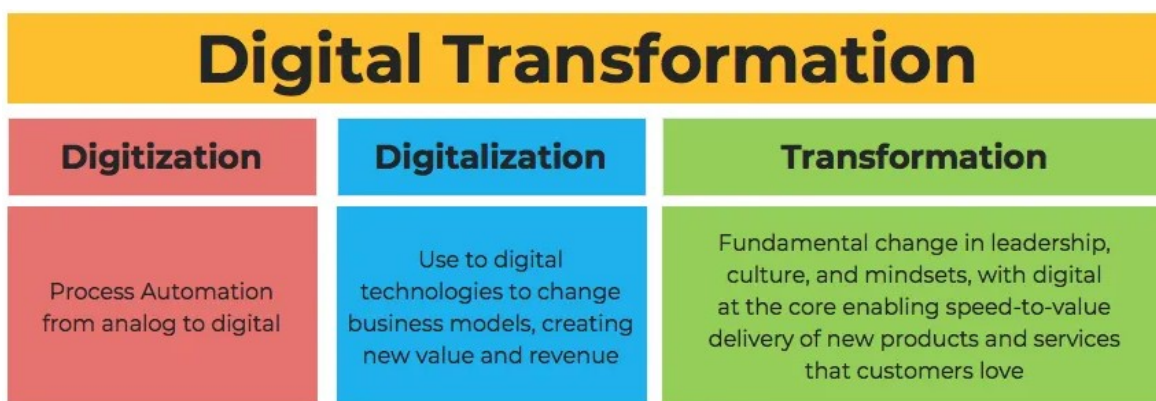 Digital Transformation
Digitization
Digitalization
Transformation
Process Automation
from analog to digital
Use to digital
technologies to change
business models, creating
new value and revenue
Fundamental change in leadership,
culture, and mindsets, with digital
at the core enabling speed-to-value
delivery of new products and services
that customers love